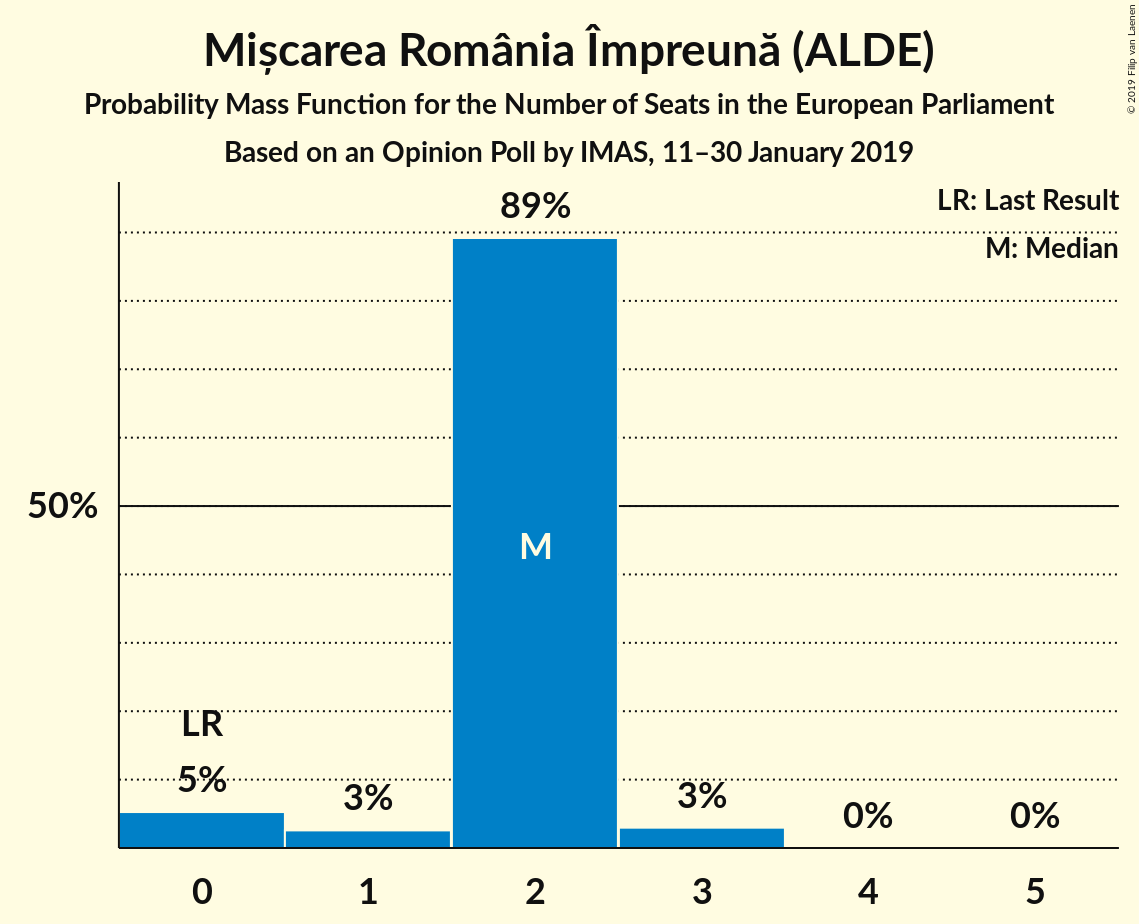 Mișcarea România Împreună (ALDE)
Probability Mass Function for the Number of Seats in the European Parliament
Based on an Opinion Poll by IMAS, 11–30 January 2019
© 2019 Filip van Laenen
LR: Last Result
M: Median
89%
50%
M
LR
5%
3%
3%
0%
0%
0
1
2
3
4
5